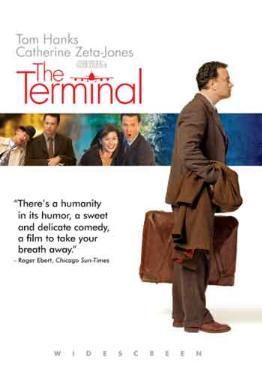 Tom Hanks
Catherine Zeta-Jones
The
Terminal
"There's a humanity
in its humor, a sweet
and delicate comedy,
a film to take your
breath away."
- Roger Ebert, Chicago Sun-Times
WIDESCREEN